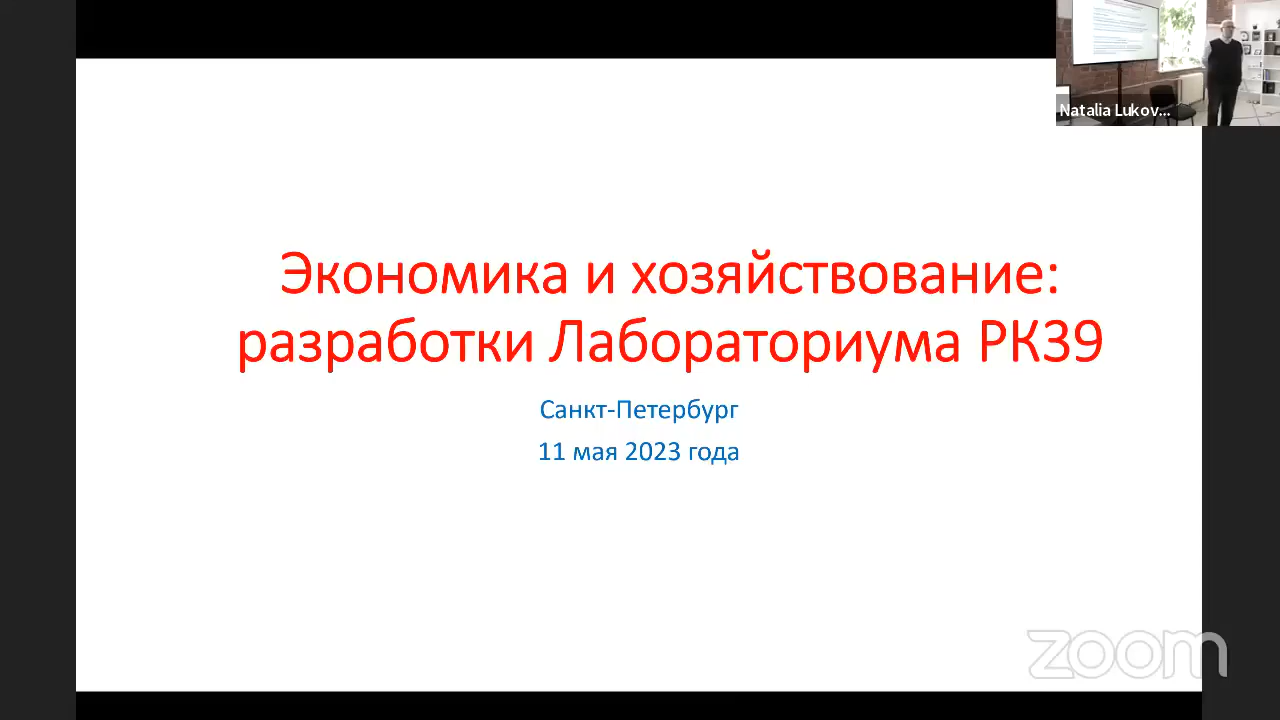 Natalia Lukov...
Экономика и хозяйствование:
разработки Лабораториума РК39
Санкт-Петербург
11 мая 2023 года
zoom